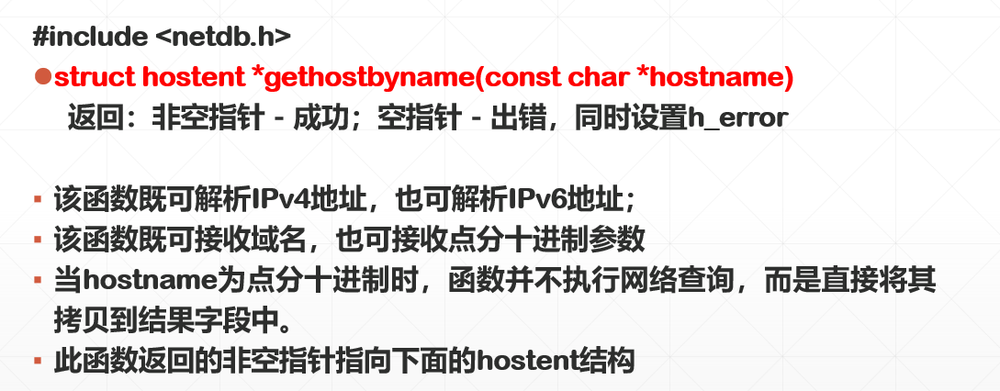 #include <netdb.h>
●struct hostent *gethostbyname(const char *hostname)
返回：非空指针 - 成功；空指针 - 出错，同时设置h_error
▪ 该函数既可解析IPv4地址，也可解析IPv6地址；
▪ 该函数既可接收域名，也可接收点分十进制参数
▪ 当hostname为点分十进制时，函数并不执行网络查询，而是直接将其
拷贝到结果字段中。
▪ 此函数返回的非空指针指向下面的hostent结构